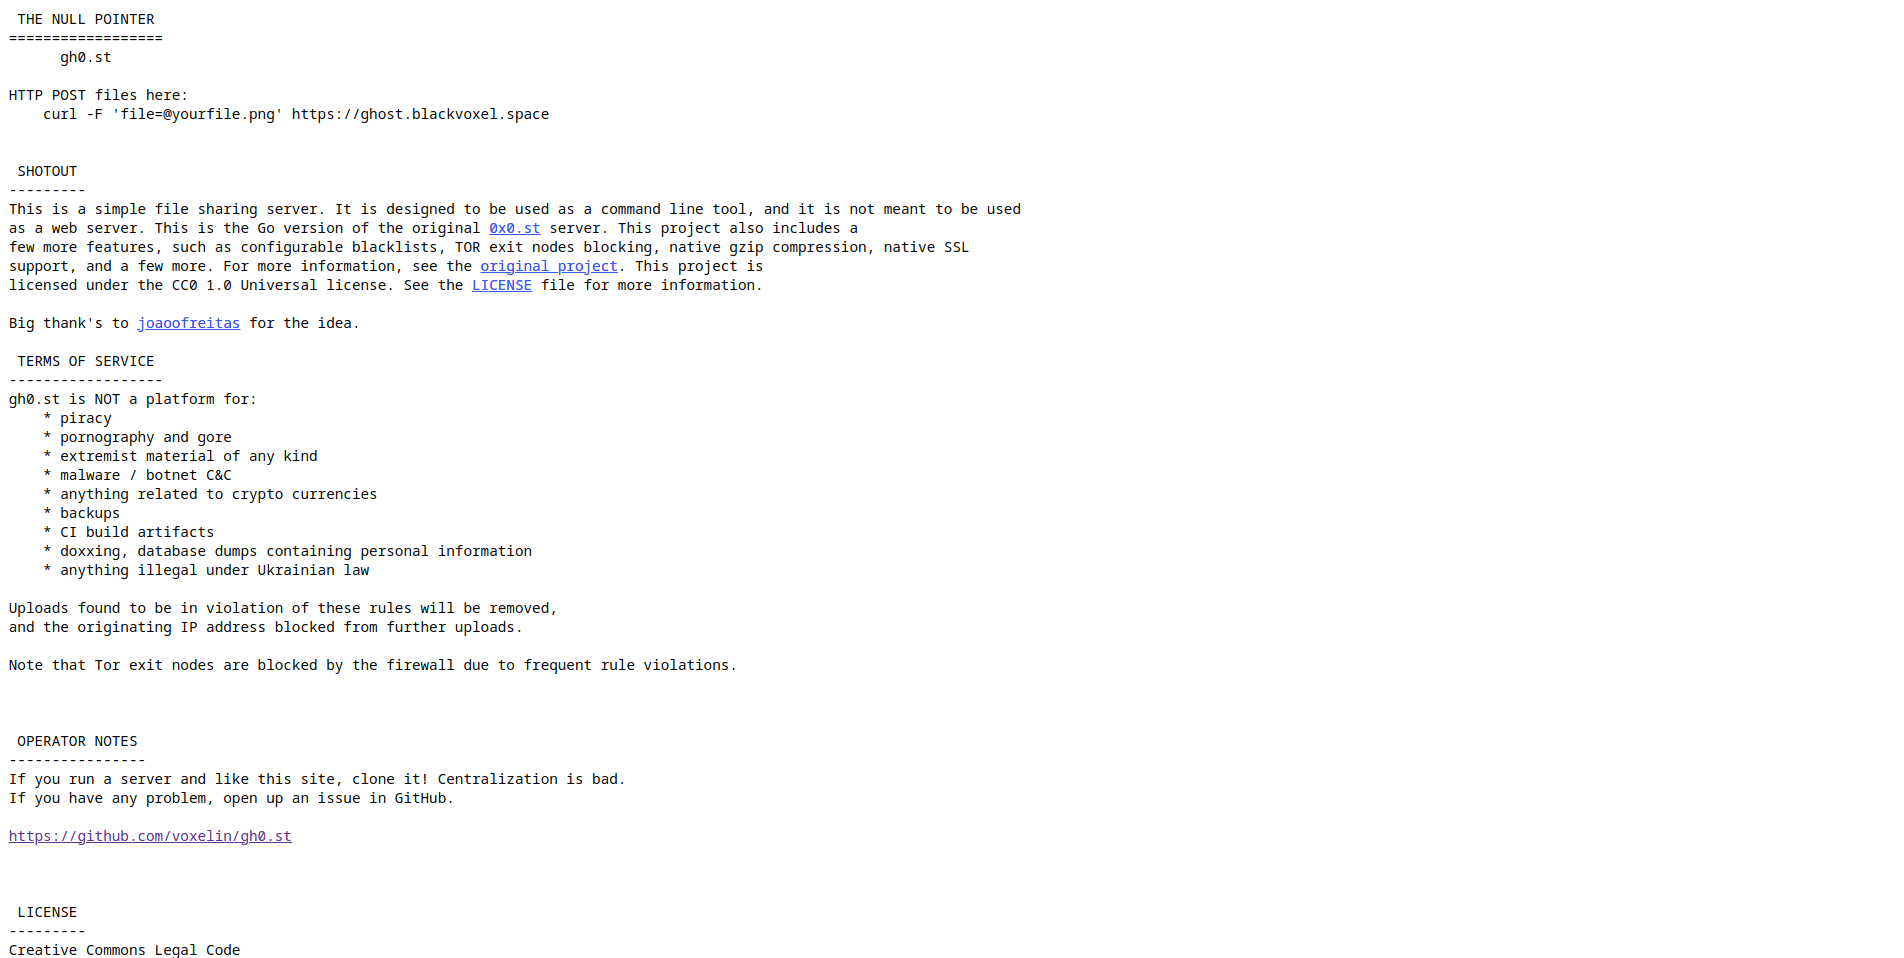 THE NULL POINTER
==================
gh0.st
HTTP POST files here:
curl -F 'file=@yourfile.png' https://ghost.blackvoxel.space
SHOTOUT
---------
This is a simple file sharing server. It is designed to be used as a command line tool, and it is not meant to be used
as a web server. This is the Go version of the original 0x0.st server. This project also includes a
few more features, such as configurable blacklists, TOR exit nodes blocking, native gzip compression, native SSL
support, and a few more. For more information, see the original project. This project is
licensed under the CC0 1.0 Universal license. See the LICENSE file for more information.
Big thank's to joaoofreitas for the idea.
TERMS OF SERVICE
------------------
gh0.st is NOT a platform for:
* piracy
* pornography and gore
* extremist material of any kind
* malware / botnet C&C
* anything related to crypto currencies
* backups
* CI build artifacts
* doxxing, database dumps containing personal information
* anything illegal under Ukrainian law
Uploads found to be in violation of these rules will be removed,
and the originating IP address blocked from further uploads.
Note that Tor exit nodes are blocked by the firewall due to frequent rule violations.
OPERATOR NOTES
----------------
If you run a server and like this site, clone it! Centralization is bad.
If you have any problem, open up an issue in GitHub.
https://github.com/voxelin/gh0.st
LICENSE
---------
Creative Commons Legal Code